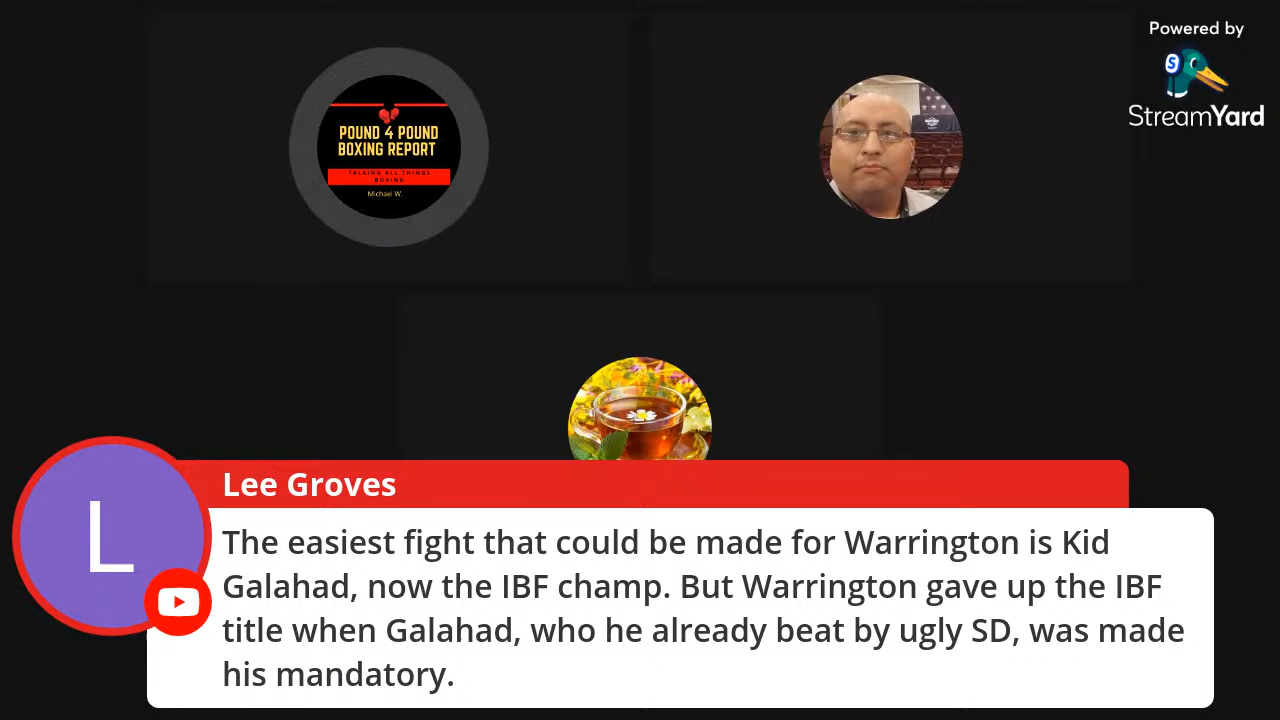 Powered by
S
StreamYard
POUND 4 POUND
BOXING REPORT
TALKING ALL THINGS
BOXING
Michael W.
L
Lee Groves
The easiest fight that could be made for Warrington is Kid
Galahad, now the IBF champ. But Warrington gave up the IBF
title when Galahad, who he already beat by ugly SD, was made
his mandatory.